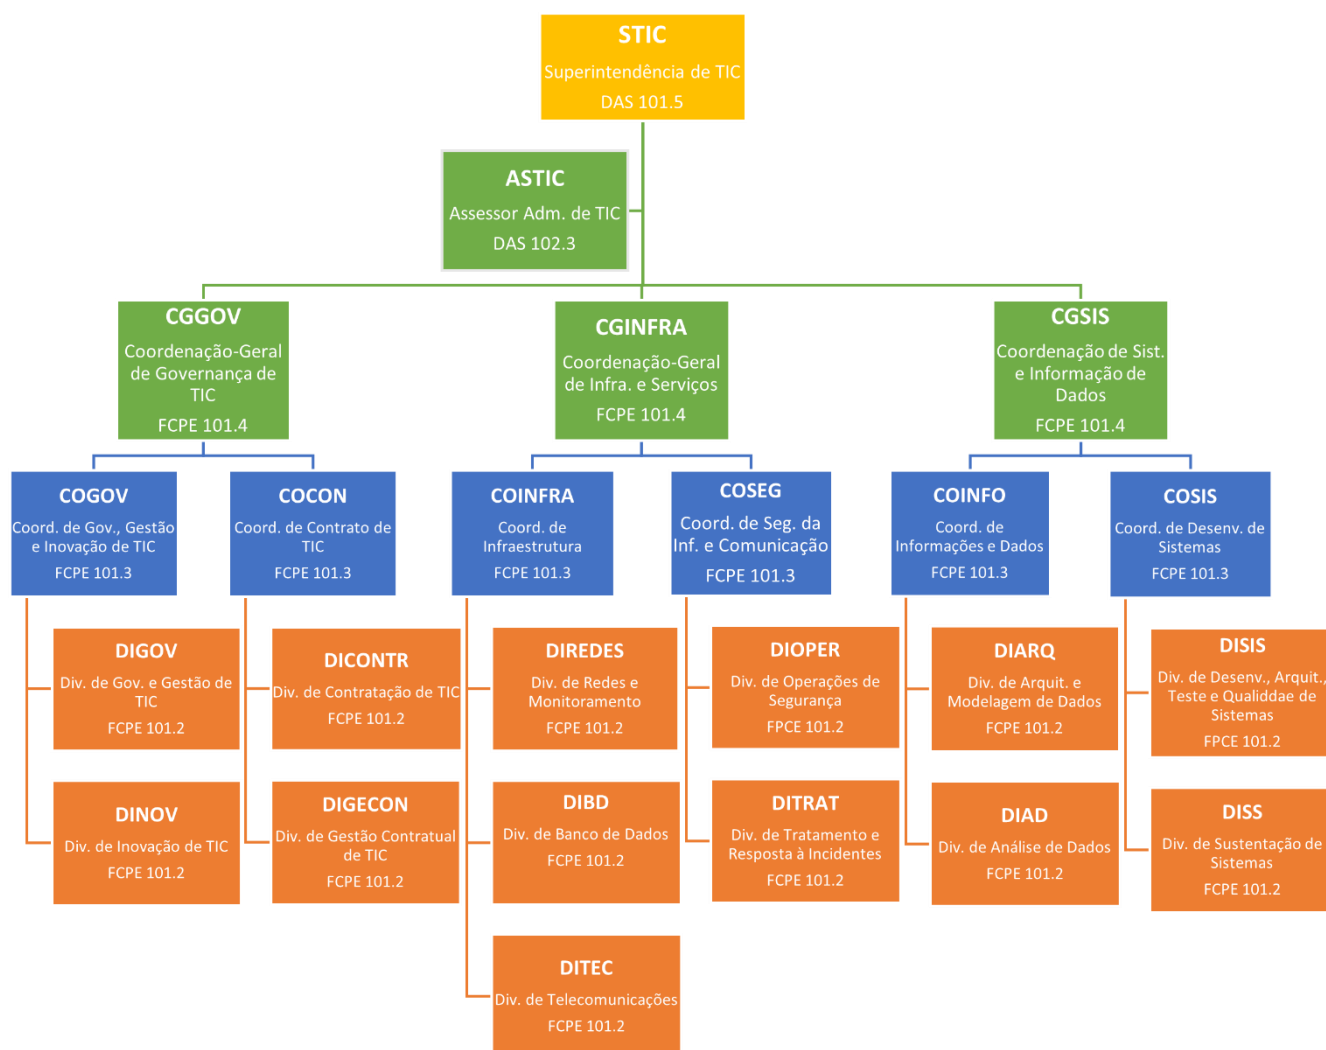 STIC
Superintendência de TIC
DAS 101.5
ASTIC
Assessor Adm. de TIC
DAS 102.3
CGGOV
Coordenação-Geral
de Governança de
TIC
FCPE 101.4
CGINFRA
Coordenação-Geral
de Infra. e Serviços
FCPE 101.4
CGSIS
Coordenação de Sist.
e Informação de
Dados
FCPE 101.4
COGOV
Coord. de Gov., Gestão
e Inovação de TIC
FCPE 101.3
COCON
Coord. de Contrato de
TIC
FCPE 101.3
COINFRA
Coord. de
Infraestrutura
FCPE 101.3
COSEG
Coord. de Seg. da
Inf. e Comunicação
FCPE 101.3
COINFO
Coord. de
Informações e Dados
FCPE 101.3
COSIS
Coord. de Desenv. de
Sistemas
FCPE 101.3
DIGOV
Div. de Gov. e Gestão de
TIC
FCPE 101.2
DICONTR
Div. de Contratação de TIC
FCPE 101.2
DIREDES
Div. de Redes e
Monitoramento
FCPE 101.2
DIOPER
Div. de Operações de
Segurança
FPCE 101.2
DIARQ
Div. de Arquit. e
Modelagem de Dados
FCPE 101.2
DISIS
Div. de Desenv., Arquit.,
Teste e Qualiddae de
Sistemas
FPCE 101.2
DINOV
Div. de Inovação de TIC
FCPE 101.2
DIGECON
Div. de Gestão Contratual
de TIC
FCPE 101.2
DIBD
Div. de Banco de Dados
FCPE 101.2
DITRAT
Div. de Tratamento e
Resposta à Incidentes
FCPE 101.2
DIAD
Div. de Análise de Dados
FCPE 101.2
DISS
Div. de Sustentação de
Sistemas
FCPE 101.2
DITEC
Div. de Telecomunicações
FCPE 101.2